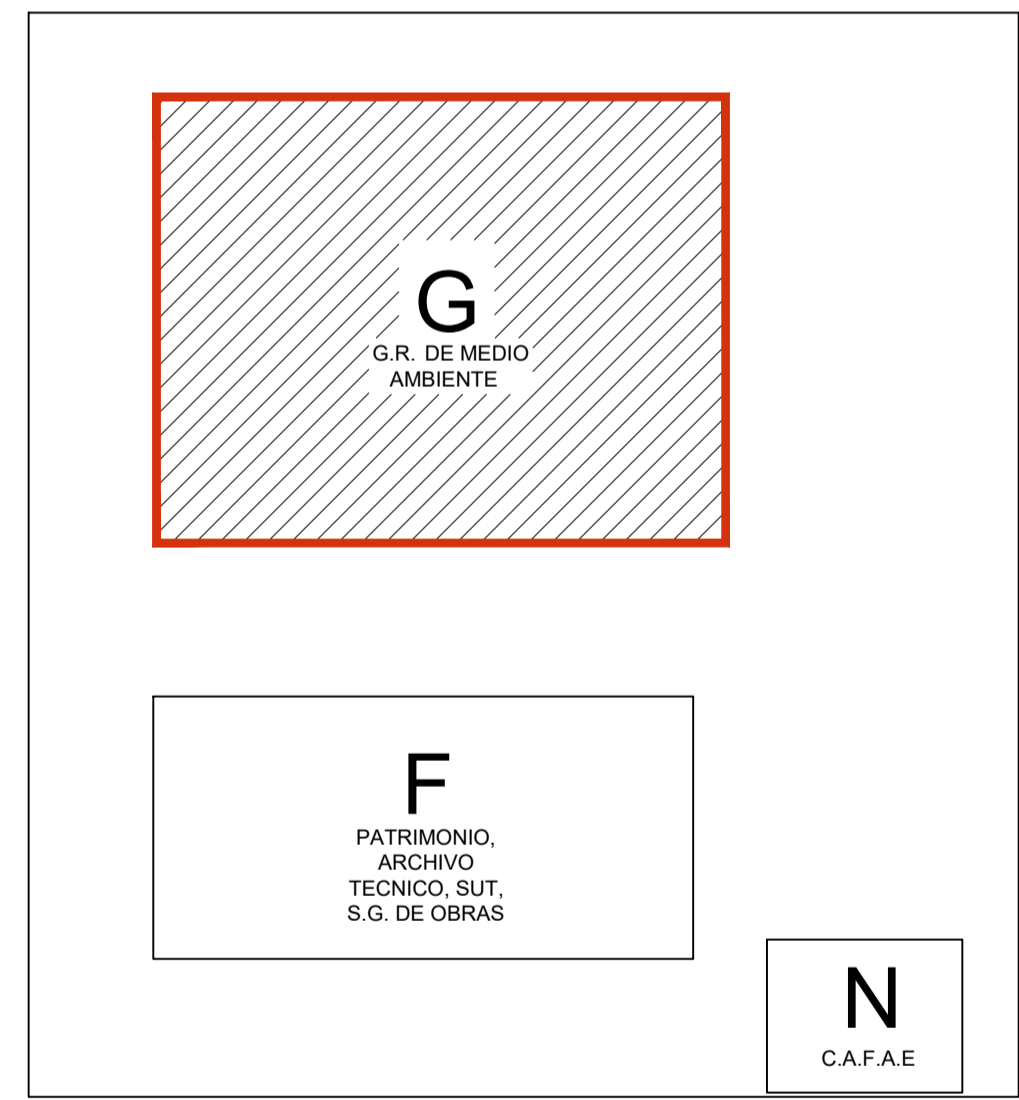 G
G.R. DE MEDIO
AMBIENTE
F
PATRIMONIO,
ARCHIVO
TECNICO, SUT,
S.G. DE OBRAS
N
C.A.F.A.E